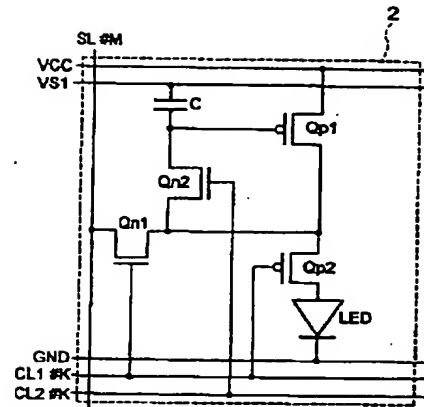 2
SL #M
VCC
VS1
C
Qp1
Qn2
Qn1
Qp2
LED
GND
CL1 #K
CL2 #K